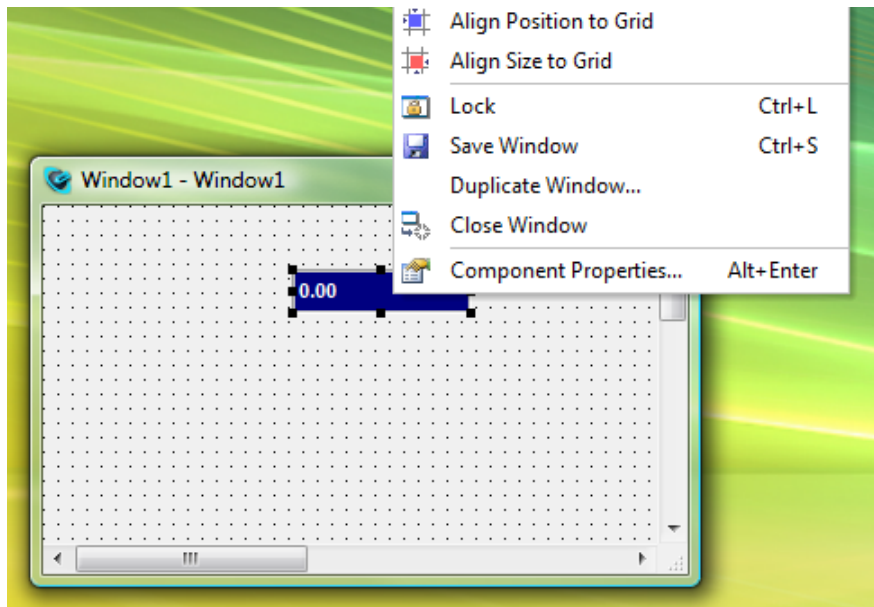 Align Position to Grid
Align Size to Grid
Lock Ctrl+L
Save Window Ctrl+S
Duplicate Window...
Close Window
Component Properties... Alt+Enter
Window1 - Window1
0.00